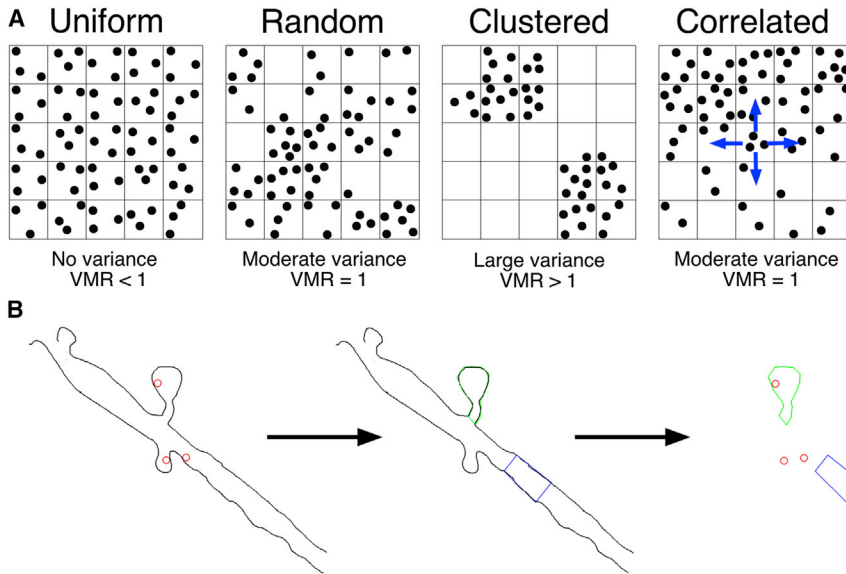 A
Uniform
Random
Clustered
Correlated
No variance
VMR < 1
Moderate variance
VMR = 1
Large variance
VMR > 1
Moderate variance
VMR = 1
B